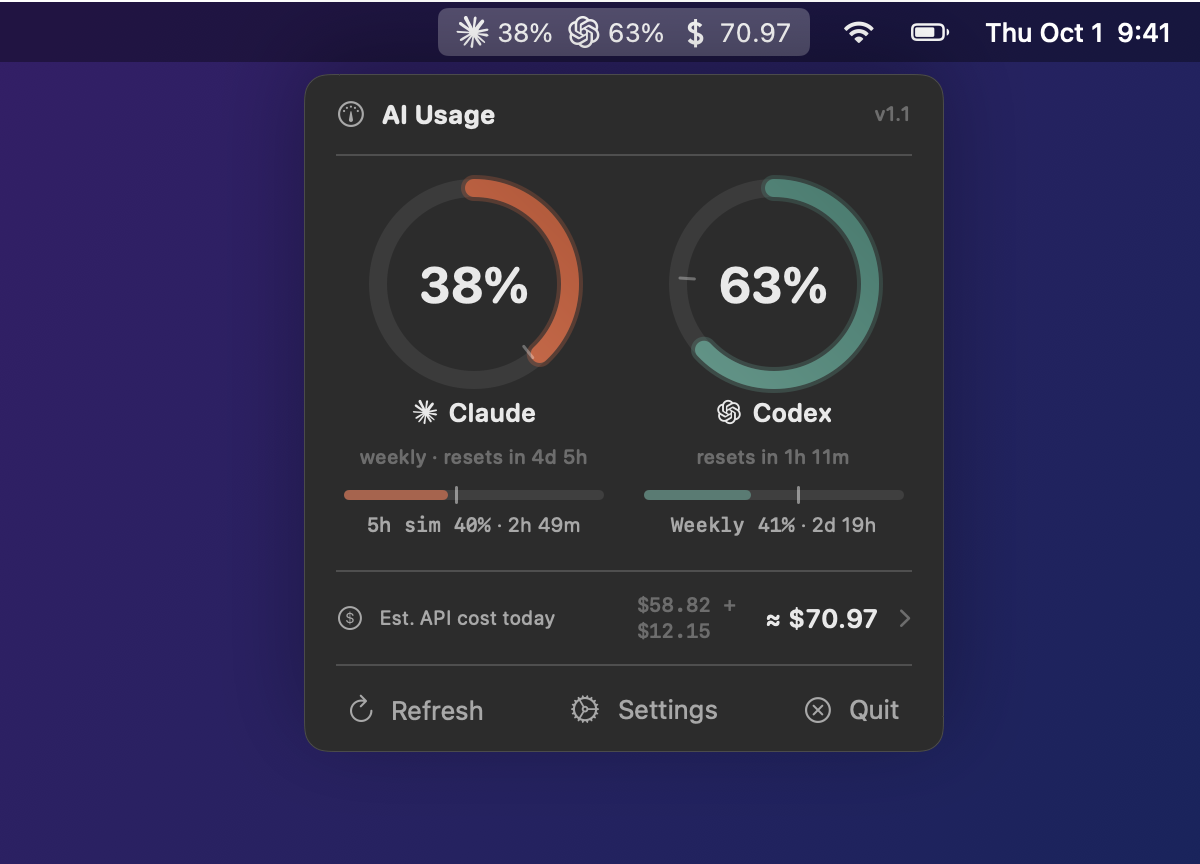 38% 63% $ 70.97 Thu Oct 1 9:41
AI Usage v1.1
38% 63%
Claude Codex
weekly · resets in 4d 5h resets in 1h 11m
5h sim 40% · 2h 49m Weekly 41% · 2d 19h
Est. API cost today $58.82 +
$12.15 ≈ $70.97
Refresh Settings Quit